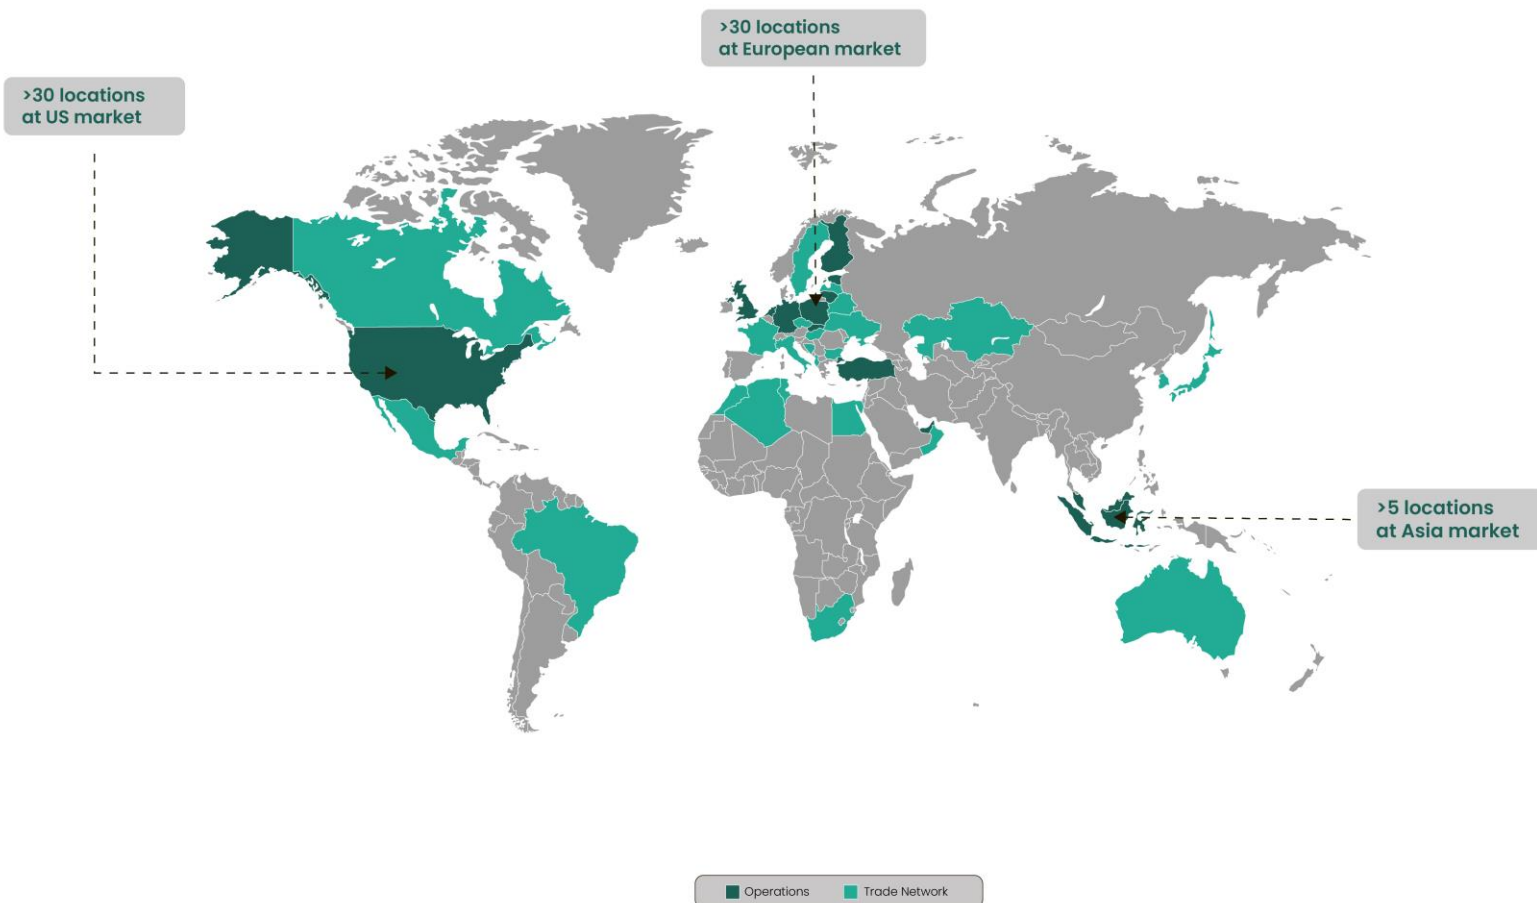 >30 locations
at European market
>30 locations
at US market
>5 locations
at Asia market
Operations
Trade Network